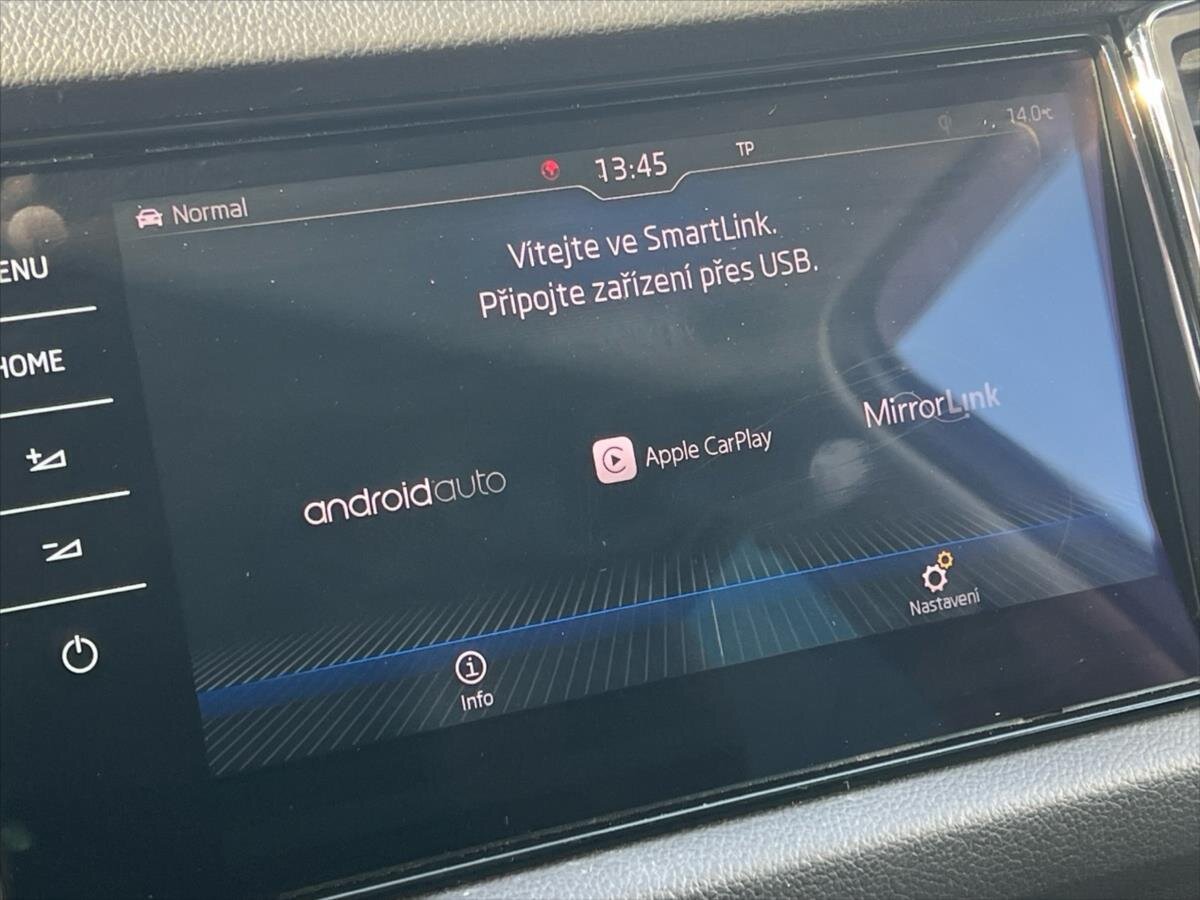 13:45
TP
14.0°C
Normal
ENU
HOME
Vítejte ve SmartLink.
Připojte zařízení přes USB.
androidauto
Apple CarPlay
MirrorLink
Info
Nastavení